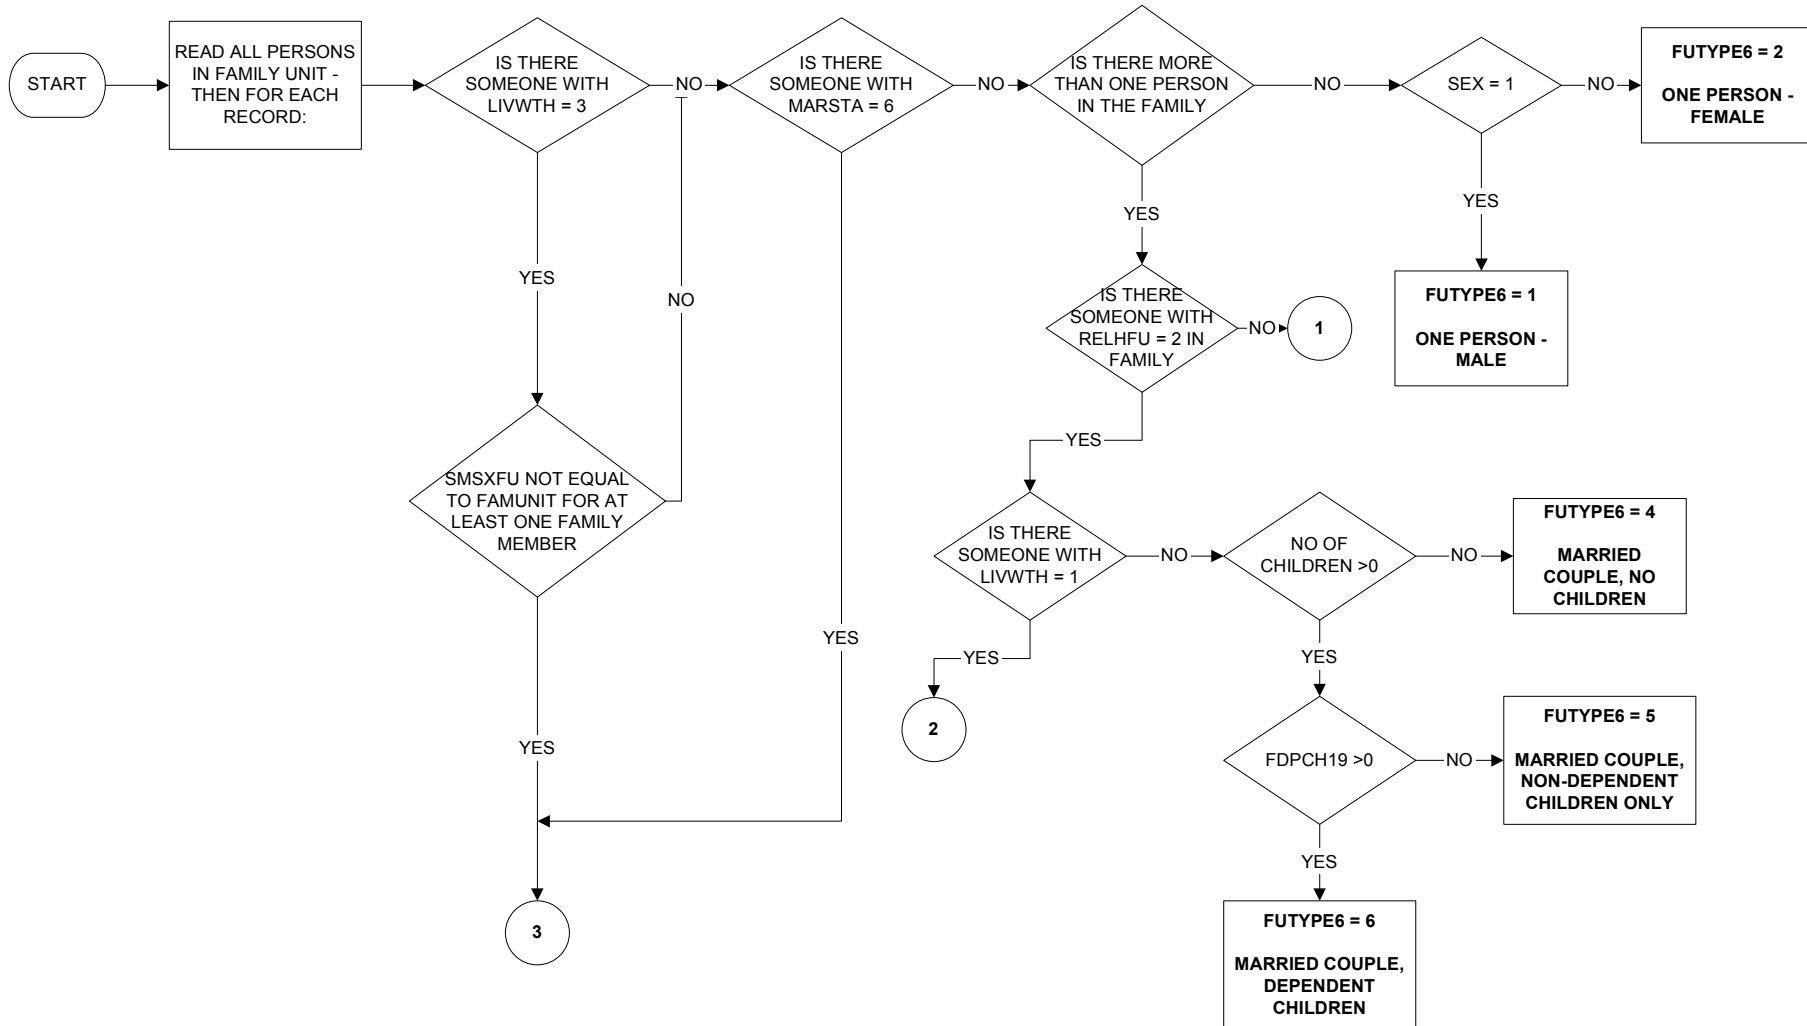 START
READ ALL PERSONS
IN FAMILY UNIT -
THEN FOR EACH
RECORD:
IS THERE
SOMEONE WITH
LIVWTH = 3
NO
IS THERE
SOMEONE WITH
MARSTA = 6
NO
IS THERE MORE
THAN ONE PERSON
IN THE FAMILY
NO
SEX = 1
NO
FUTYPE6 = 2
ONE PERSON -
FEMALE
YES
YES
YES
NO
IS THERE
SOMEONE WITH
RELHFU = 2 IN
FAMILY
NO
1
FUTYPE6 = 1
ONE PERSON -
MALE
YES
SMSXFU NOT EQUAL
TO FAMUNIT FOR AT
LEAST ONE FAMILY
MEMBER
IS THERE
SOMEONE WITH
LIVWTH = 1
NO
NO OF
CHILDREN >0
NO
FUTYPE6 = 4
MARRIED
COUPLE, NO
CHILDREN
YES
YES
YES
YES
2
FDPCH19 >0
NO
FUTYPE6 = 5
MARRIED COUPLE,
NON-DEPENDENT
CHILDREN ONLY
YES
3
FUTYPE6 = 6
MARRIED COUPLE,
DEPENDENT
CHILDREN